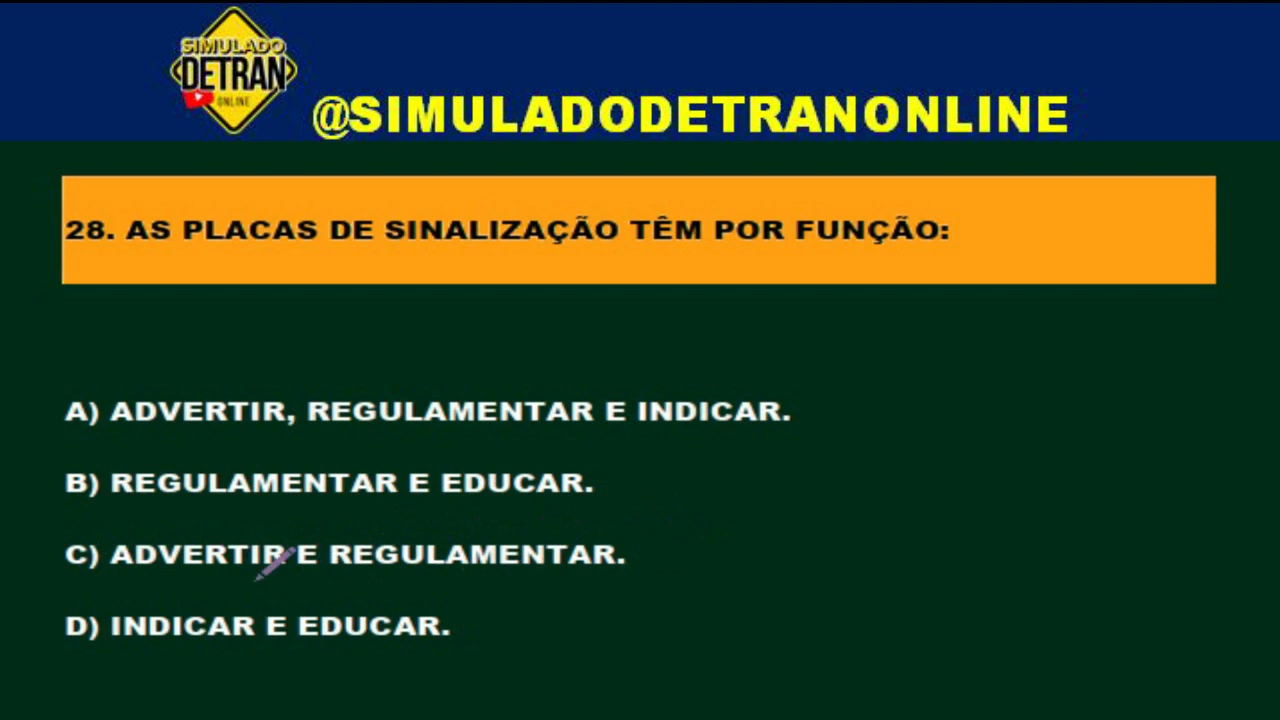 SIMULADO
DETRAN
ONLINE
@SIMULADODETRANONLINE
28. AS PLACAS DE SINALIZAÇÃO TÊM POR FUNÇÃO:
A) ADVERTIR, REGULAMENTAR E INDICAR.
B) REGULAMENTAR E EDUCAR.
C) ADVERTIR E REGULAMENTAR.
D) INDICAR E EDUCAR.